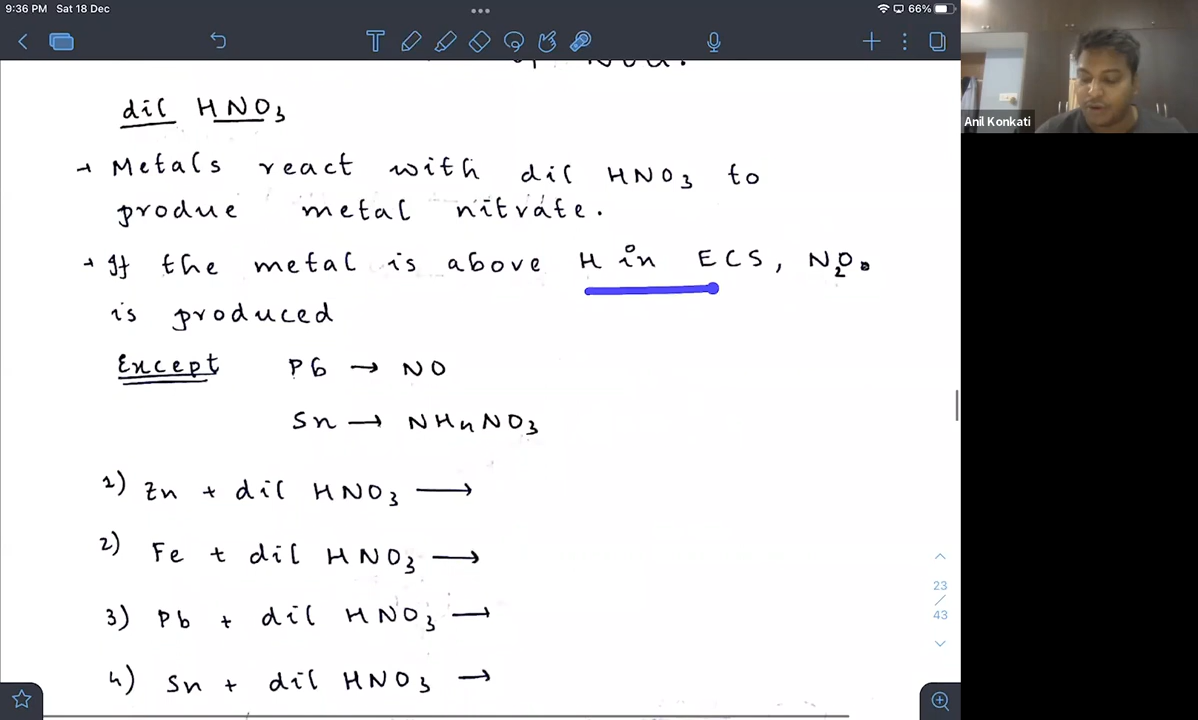 9:36 PM Sat 18 Dec
66%
dil HNO3
→ Metals react with dil HNO3 to
Anil Konkati
produe metal nitrate.
→ If the metal is above H in ECS, N2O.
is produced
Except Pb → NO
Sn → NH4NO3
1) Zn + dil HNO3 →
2) Fe + dil HNO3 →
3) Pb + dil HNO3 →
4) Sn + dil HNO3 →
23
/
43